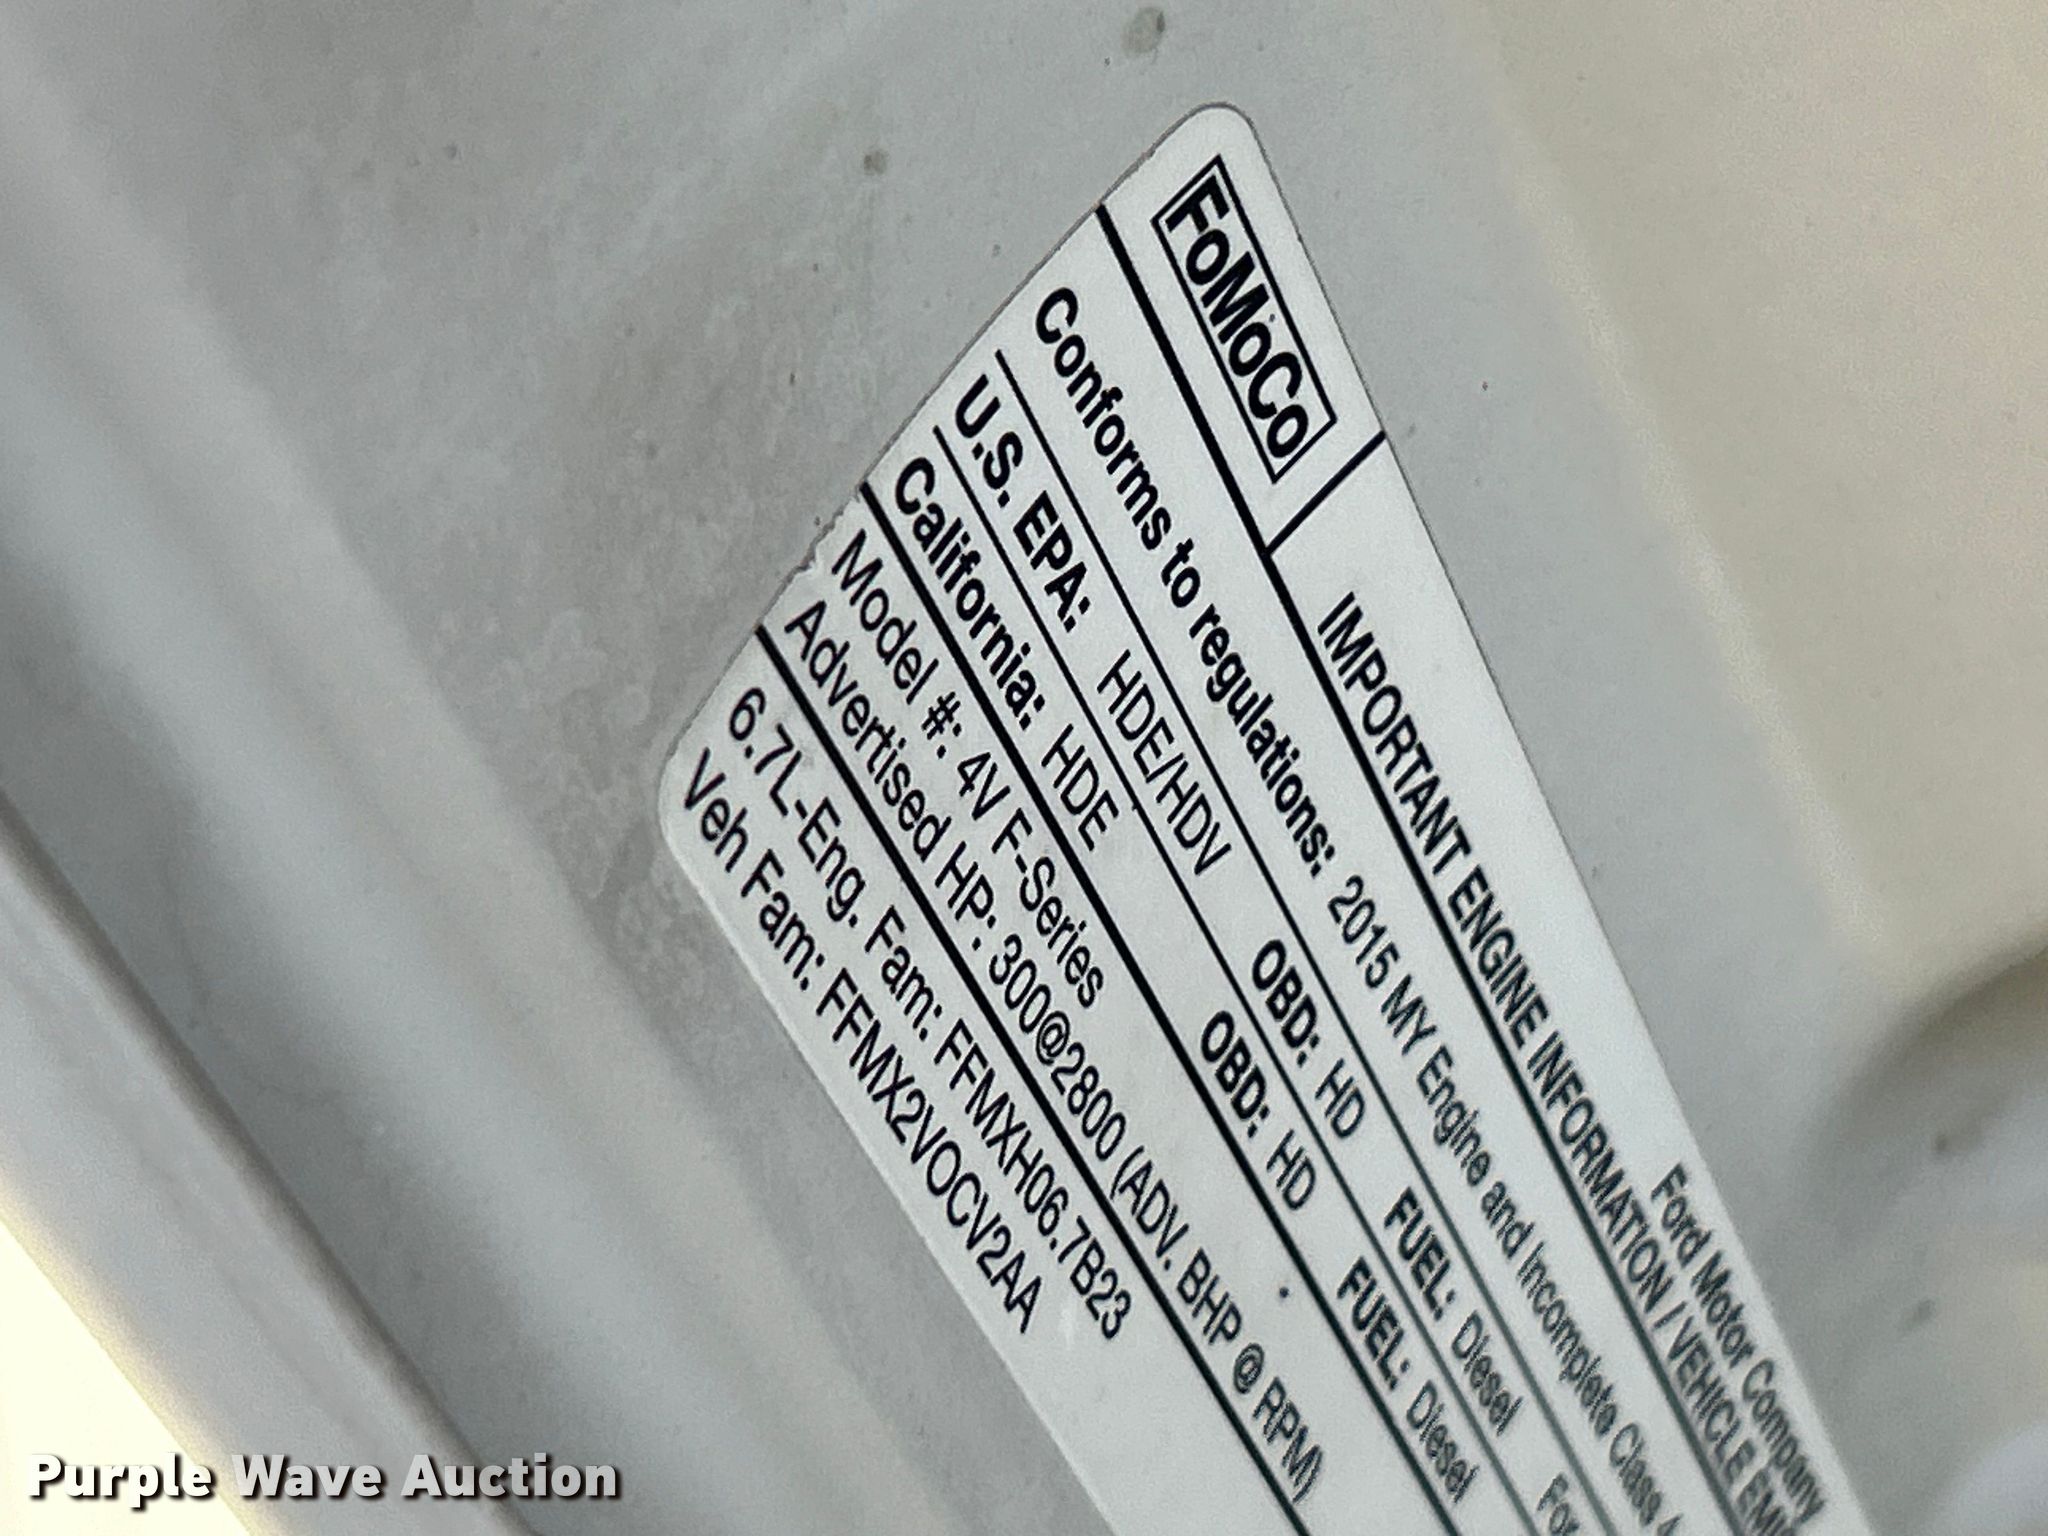 FoMoCo
Ford Motor Company
IMPORTANT ENGINE INFORMATION / VEHICLE
Conforms to regulations: 2015 MY Engine and Incomplete Class 4
U.S. EPA: HDE/HDV OBD: HD FUEL: Diesel For
California: HDE OBD: HD FUEL: Diesel
Model #: 4V F-Series
Advertised HP: 300@2800 (ADV. BHP @ RPM)
6.7L-Eng. Fam: FFMXH06.7B23
Veh Fam: FFMX2VOCV2AA
Purple Wave Auction